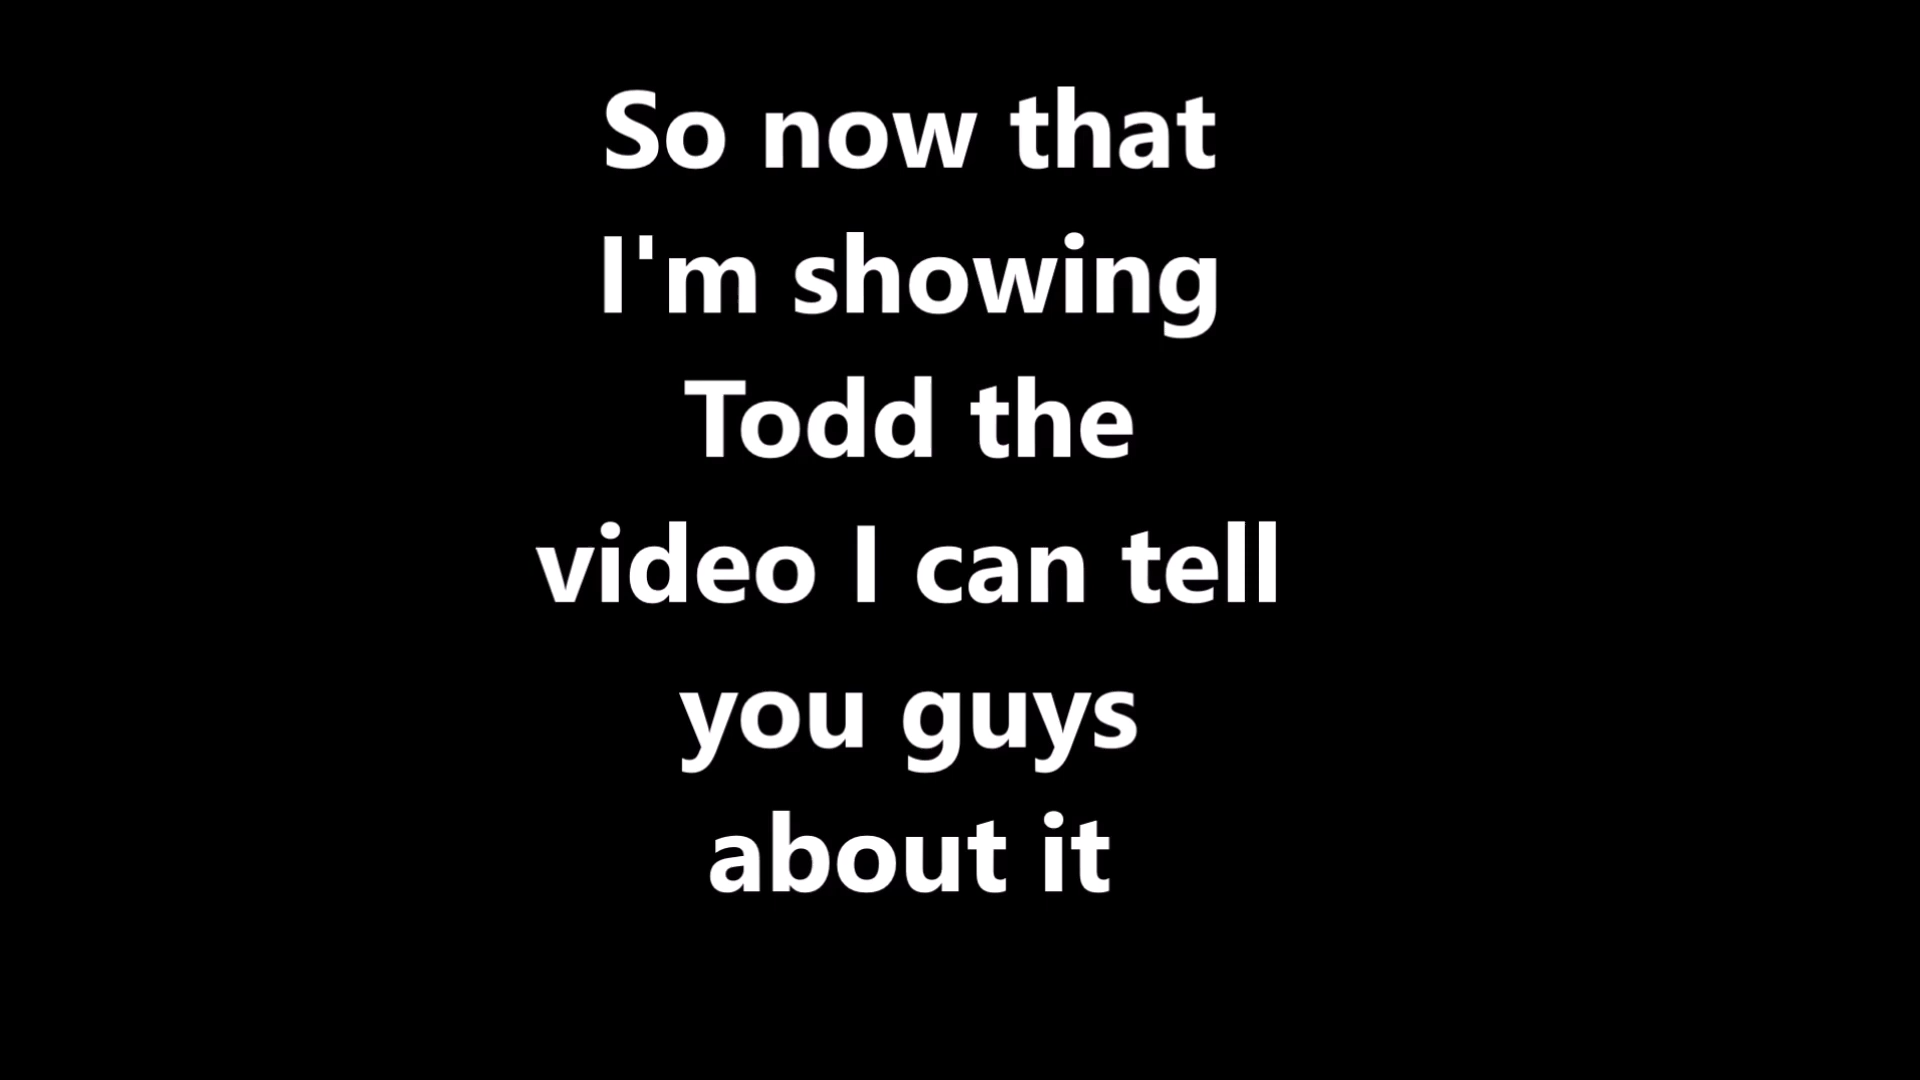 So now that
I'm showing
Todd the
video I can tell
you guys
about it